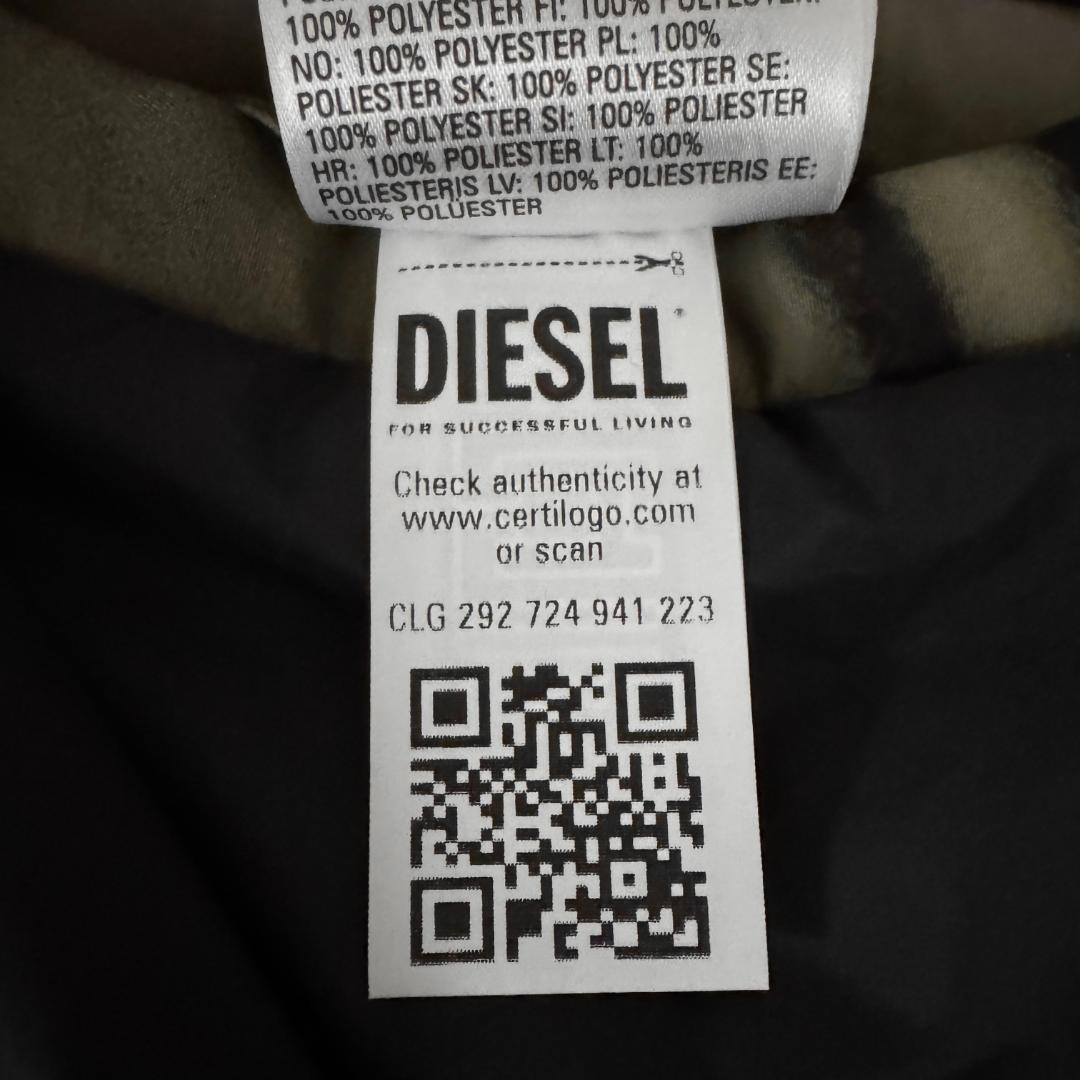 100% POLYESTER FI: 100% POLYESTERI
NO: 100% POLYESTER PL: 100%
POLIESTER SK: 100% POLYESTER SE:
100% POLYESTER SI: 100% POLIESTER
HR: 100% POLIESTER LT: 100%
POLIESTERIS LV: 100% POLIESTERIS EE:
100% POLÜESTER
DIESEL
FOR SUCCESSFUL LIVING
Check authenticity at
www.certilogo.com
or scan
CLG 292 724 941 223